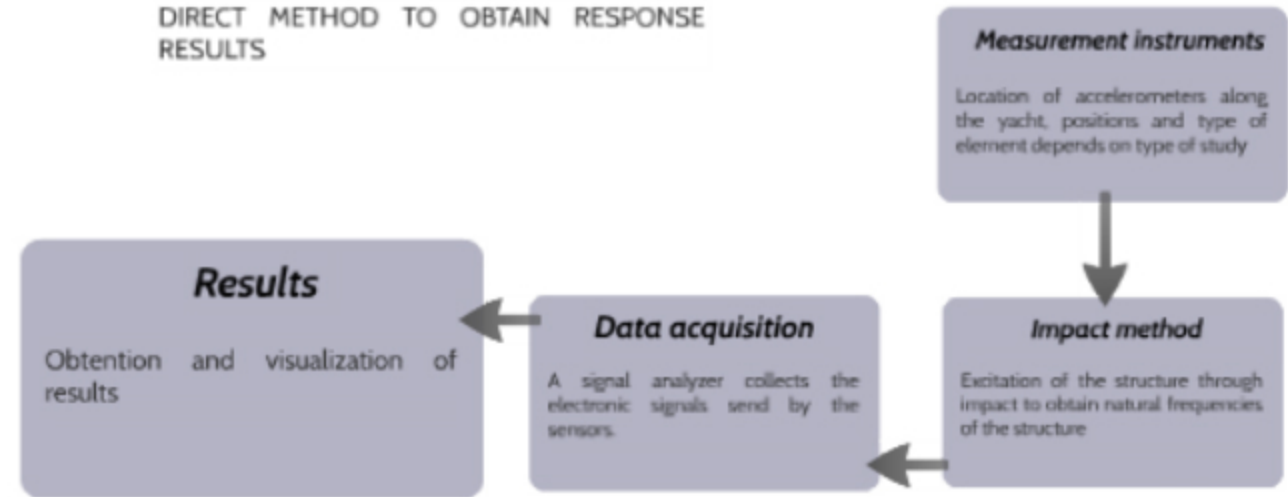 DIRECT METHOD TO OBTAIN RESPONSE
RESULTS
Measurement instruments
Location of accelerometers along
the yacht, positions and type of
element depends on type of study
Impact method
Excitation of the structure through
impact to obtain natural frequencies
of the structure
Data acquisition
A signal analyzer collects the
electronic signals send by the
sensors.
Results
Obtention and visualization of
results